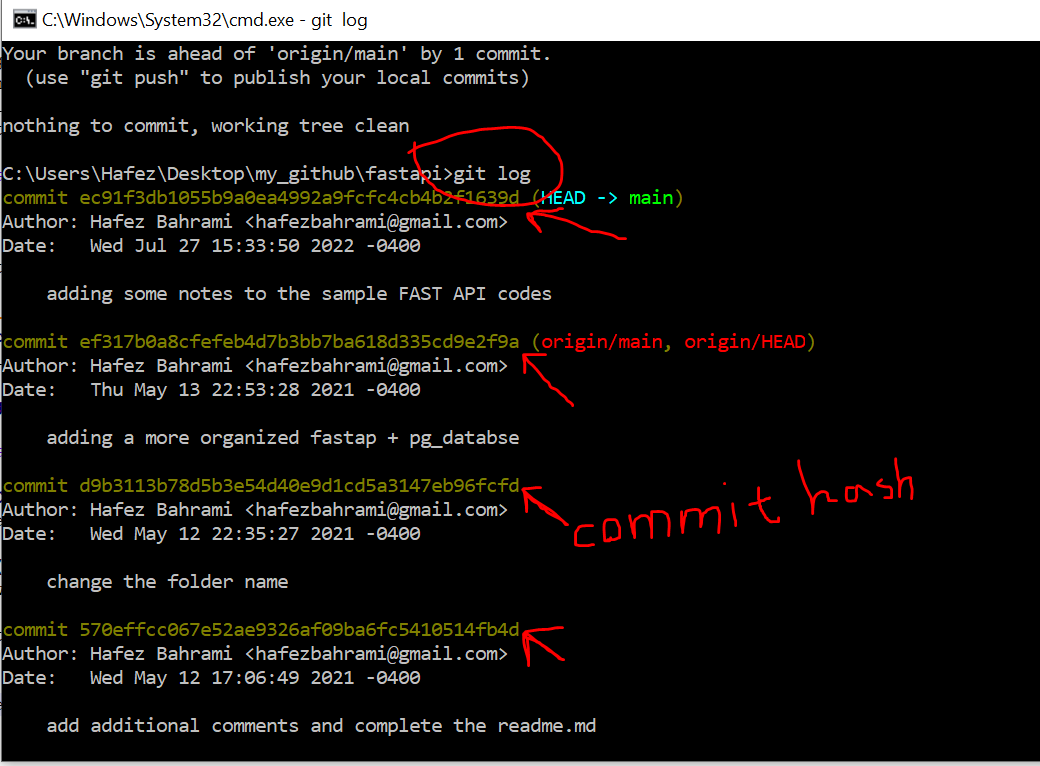 C:\Windows\System32\cmd.exe - git  log
Your branch is ahead of 'origin/main' by 1 commit.
  (use "git push" to publish your local commits)
nothing to commit, working tree clean
C:\Users\Hafez\Desktop\my_github\fastapi>git log
commit ec91f3db1055b9a0ea4992a9fcfc4cb4b2f1639d (HEAD -> main)
Author: Hafez Bahrami <hafezbahrami@gmail.com>
Date:   Wed Jul 27 15:33:50 2022 -0400
    adding some notes to the sample FAST API codes
commit ef317b0a8cfefeb4d7b3bb7ba618d335cd9e2f9a (origin/main, origin/HEAD)
Author: Hafez Bahrami <hafezbahrami@gmail.com>
Date:   Thu May 13 22:53:28 2021 -0400
    adding a more organized fastap + pg_databse
commit d9b3113b78d5b3e54d40e9d1cd5a3147eb96fcfd
Author: Hafez Bahrami <hafezbahrami@gmail.com>
Date:   Wed May 12 22:35:27 2021 -0400
commit hash
    change the folder name
commit 570effcc067e52ae9326af09ba6fc5410514fb4d
Author: Hafez Bahrami <hafezbahrami@gmail.com>
Date:   Wed May 12 17:06:49 2021 -0400
    add additional comments and complete the readme.md